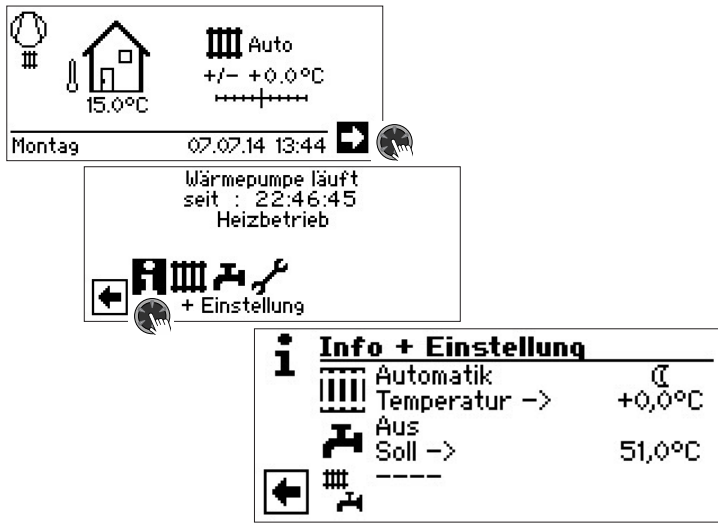 Auto
+/- +0.0°C
15.0°C
Montag 07.07.14 13:44
Wärmepumpe läuft
seit : 22:46:45
Heizbetrieb
+ Einstellung
i Info + Einstellung
Automatik
Temperatur -> +0,0°C
Aus
Soll -> 51,0°C
----